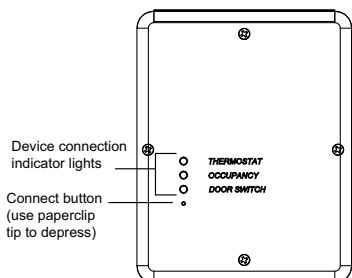 THERMOSTAT
OCCUPANCY
DOOR SWITCH
Device connection
indicator lights
Connect button
(use paperclip
tip to depress)